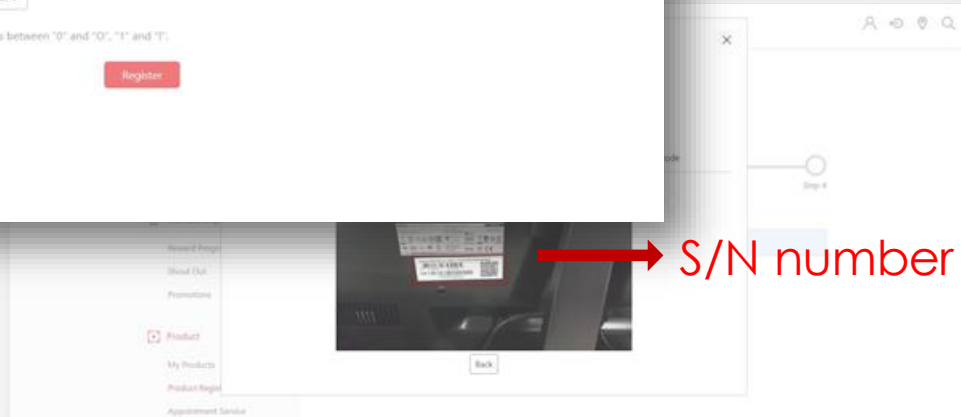 s between "0" and "O", "1" and "I".
Register
ode
Step 4
S/N number
Reward Progr
Shout Out
Promotions
Product
My Products
Product Regist
Back
Appointment Service